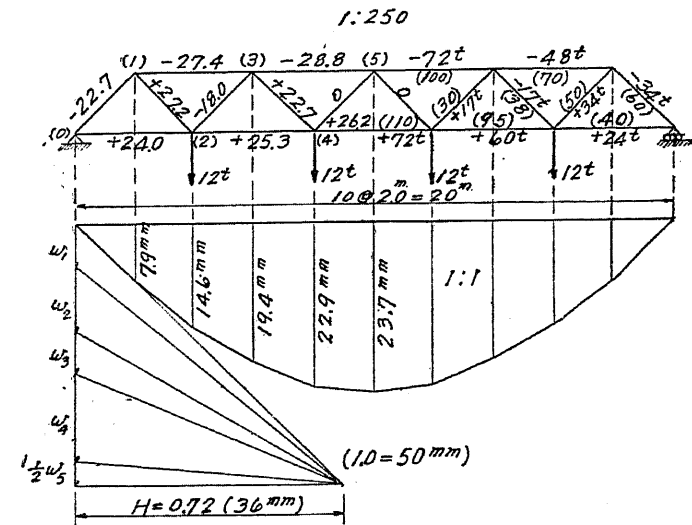 1:250
(1) -27.4 (3) -28.8 (5) -72t -48t
(100) (70)
-22.7 +27.2 -18.0 +22.7 0 0 (30) +17t -17t (38) (50) +34t -34t (60)
(0) +24.0 (2) +25.3 (4) +26.2 (110) +72t (95) +60t (40) +24t
12t 12t 12t 12t
10@2.0m = 20m.
w1
w2
w3
w4
1/2 w5
7.9mm
14.6mm
19.4mm
22.9mm
23.7mm
1:1
(1.0=50mm)
H=0.72 (36mm)